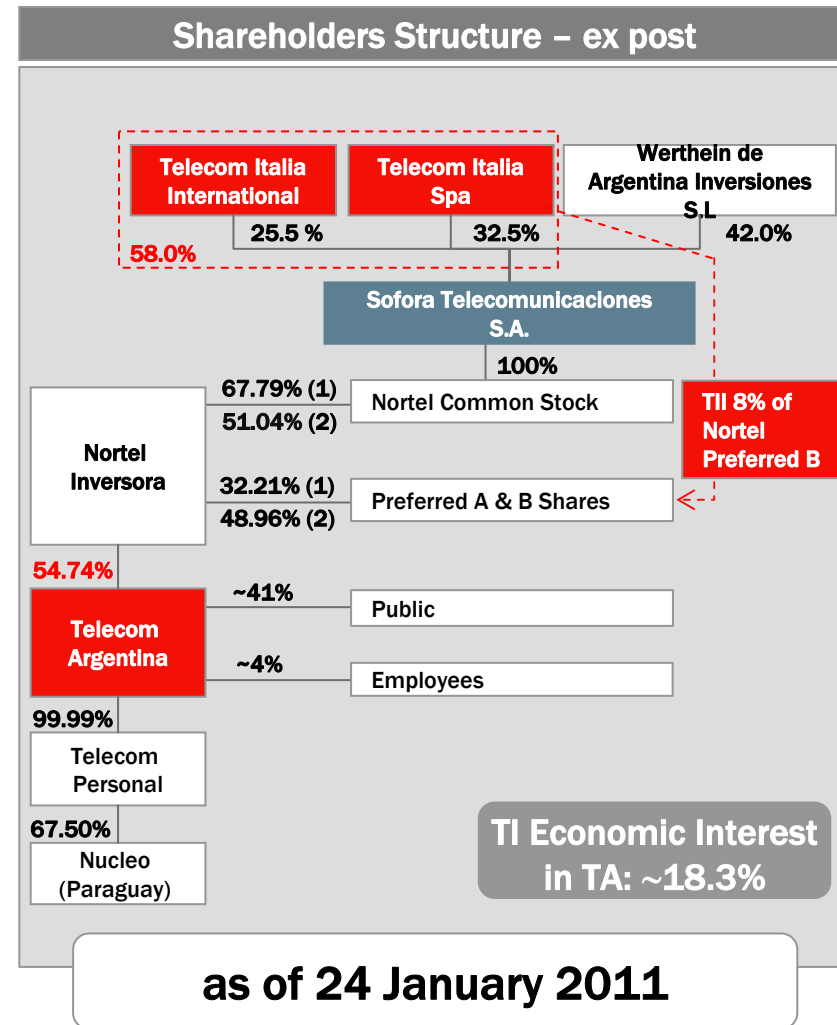 Shareholders Structure – ex post
Telecom Italia
International
Telecom Italia
Spa
Werthein de
Argentina Inversiones
S.L
25.5 %
32.5%
42.0%
58.0%
Sofora Telecomunicaciones
S.A.
100%
67.79% (1)
51.04% (2)
Nortel Common Stock
TII 8% of
Nortel
Preferred B
Nortel
Inversora
32.21% (1)
48.96% (2)
Preferred A & B Shares
54.74%
Telecom
Argentina
~41%
Public
~4%
Employees
99.99%
Telecom
Personal
67.50%
Nucleo
(Paraguay)
TI Economic Interest
in TA: ~18.3%
as of 24 January 2011